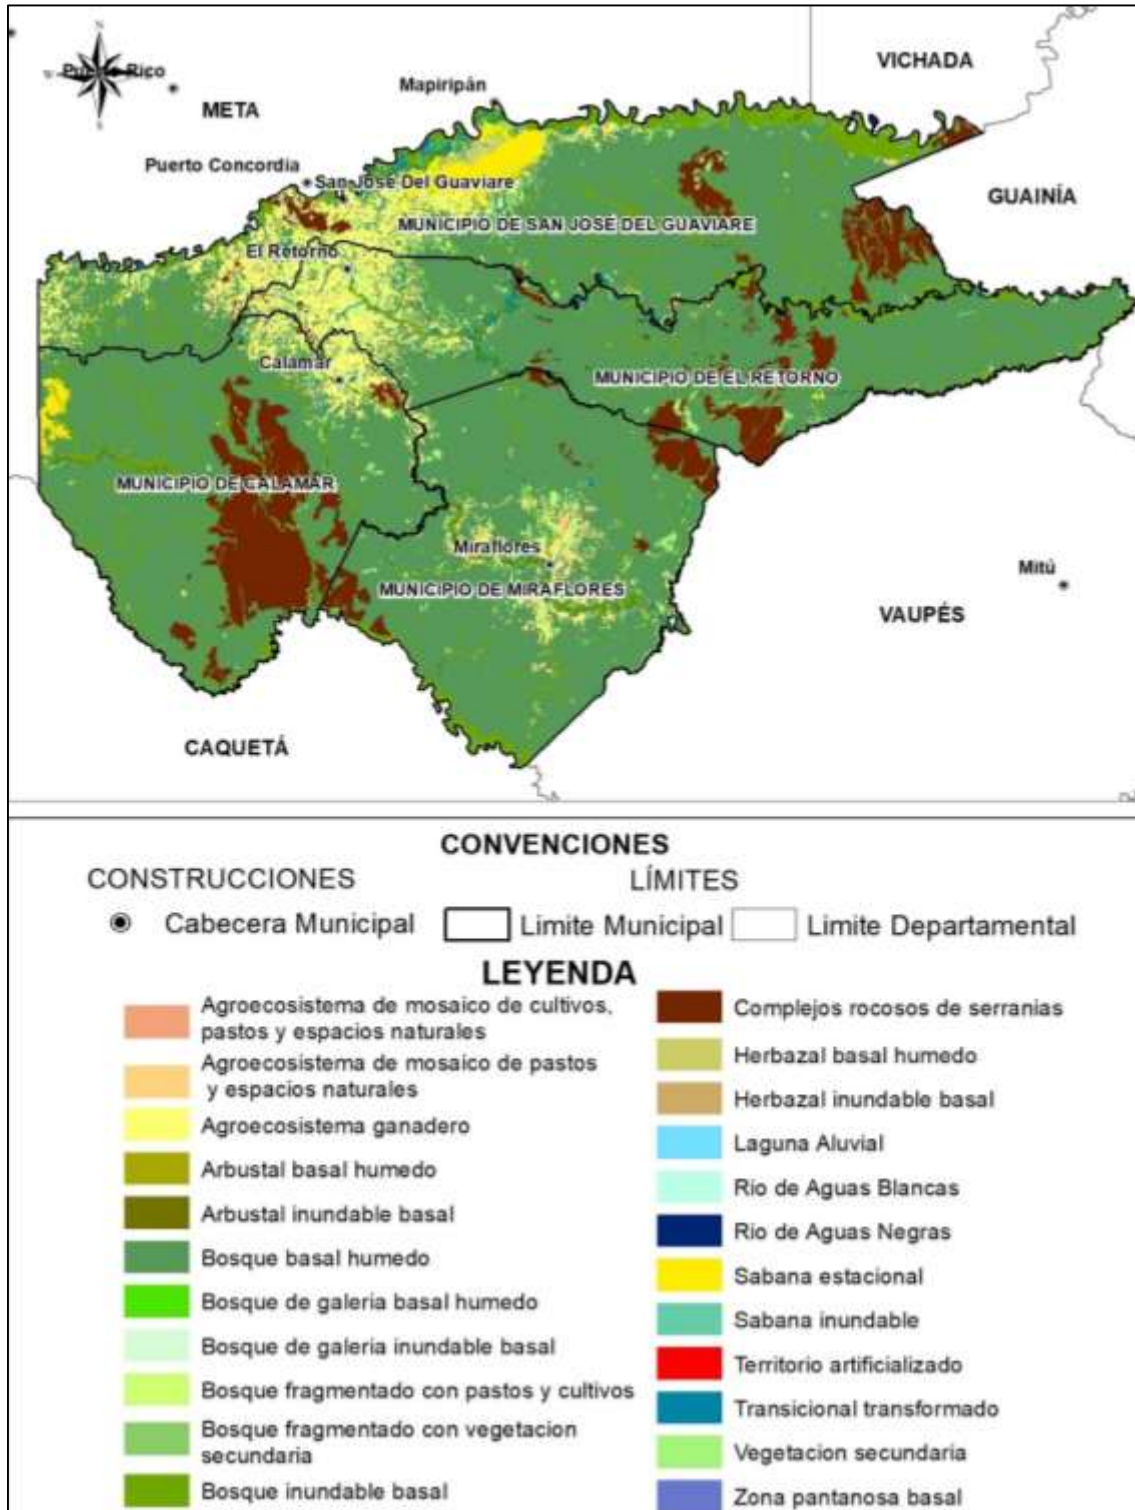 N
Puerto Rico
META
Mapiripán
VICHADA
Puerto Concordia
San José Del Guaviare
GUAINÍA
MUNICIPIO DE SAN JOSÉ DEL GUAVIARE
El Retorno
Calamar
MUNICIPIO DE EL RETORNO
MUNICIPIO DE CALAMAR
Miraflores
MUNICIPIO DE MIRAFLORES
Mitú
VAUPÉS
CAQUETÁ
CONVENCIONES
CONSTRUCCIONES
LÍMITES
Cabecera Municipal
Limite Municipal
Límite Departamental
LEYENDA
Agroecosistema de mosaico de cultivos,
pastos y espacios naturales
Agroecosistema de mosaico de pastos
y espacios naturales
Agroecosistema ganadero
Arbustal basal humedo
Arbustal inundable basal
Bosque basal humedo
Bosque de galeria basal humedo
Bosque de galeria inundable basal
Bosque fragmentado con pastos y cultivos
Bosque fragmentado con vegetacion
secundaria
Bosque inundable basal
Complejos rocosos de serranias
Herbazal basal humedo
Herbazal inundable basal
Laguna Aluvial
Rio de Aguas Blancas
Rio de Aguas Negras
Sabana estacional
Sabana inundable
Territorio artificializado
Transicional transformado
Vegetacion secundaria
Zona pantanosa basal